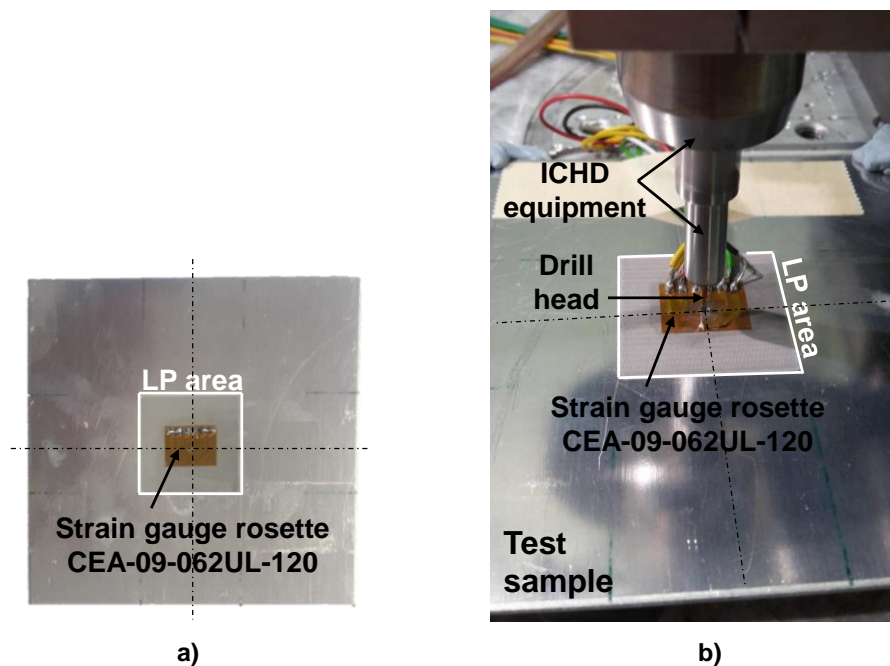 LP area
Strain gauge rosette
CEA-09-062UL-120
a)
ICHD
equipment
Drill
head
LP area
Strain gauge rosette
CEA-09-062UL-120
Test
sample
b)